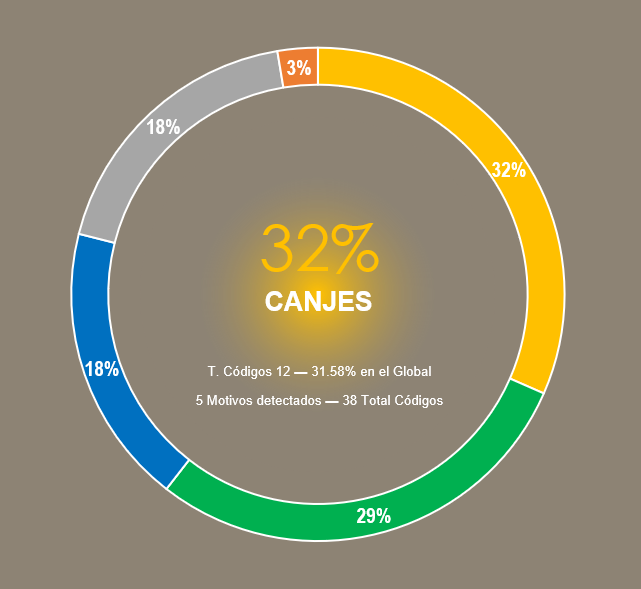 3%
18%
32%
32%
CANJES
18%
T. Códigos 12 — 31.58% en el Global
5 Motivos detectados — 38 Total Códigos
29%